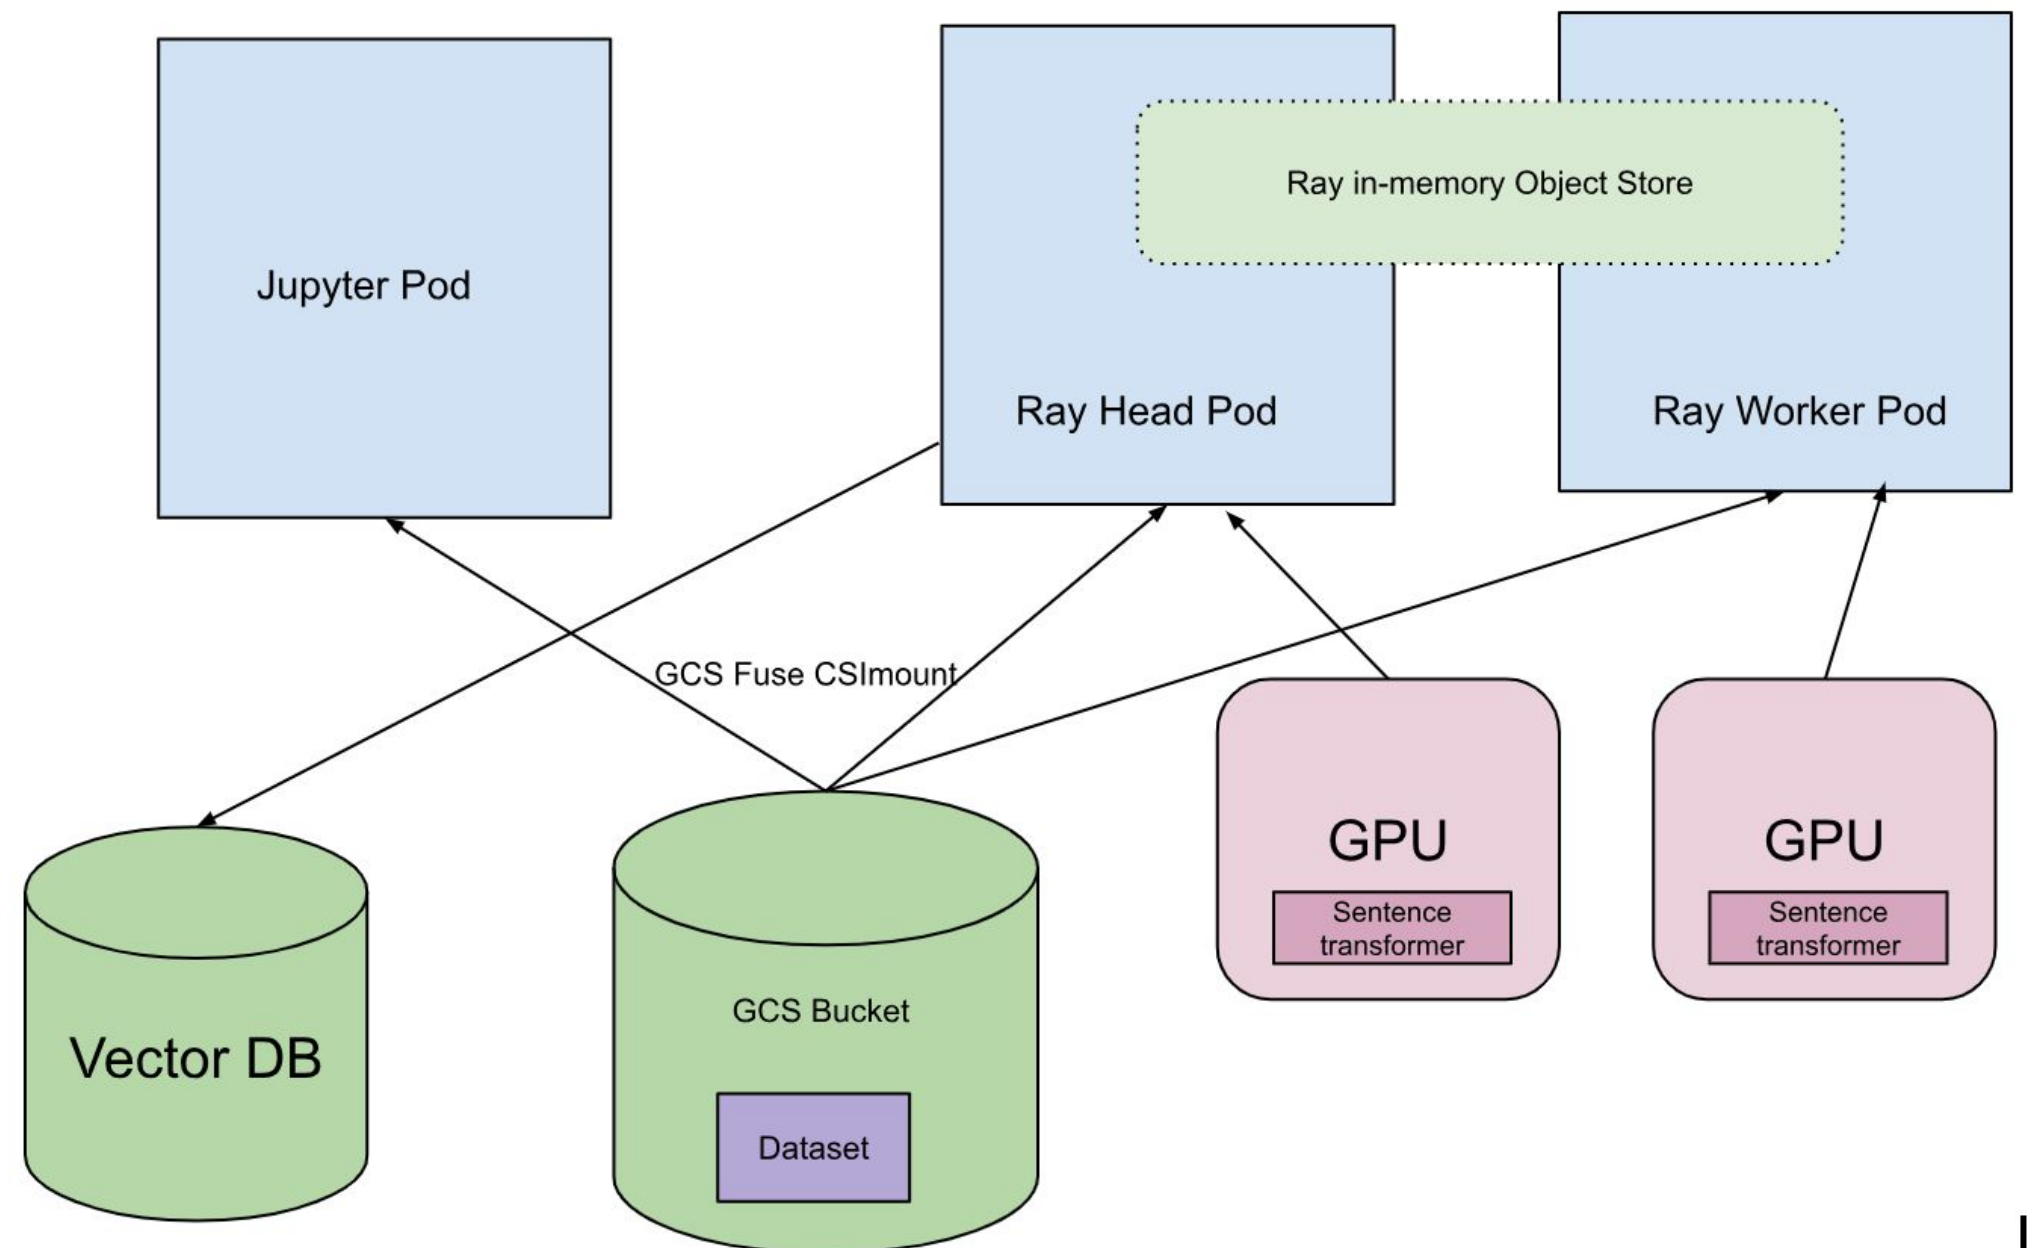 Ray in-memory Object Store
Jupyter Pod
Ray Head Pod
Ray Worker Pod
GCS Fuse CSImount
GPU
Sentence
transformer
GPU
Sentence
transformer
GCS Bucket
Vector DB
Dataset